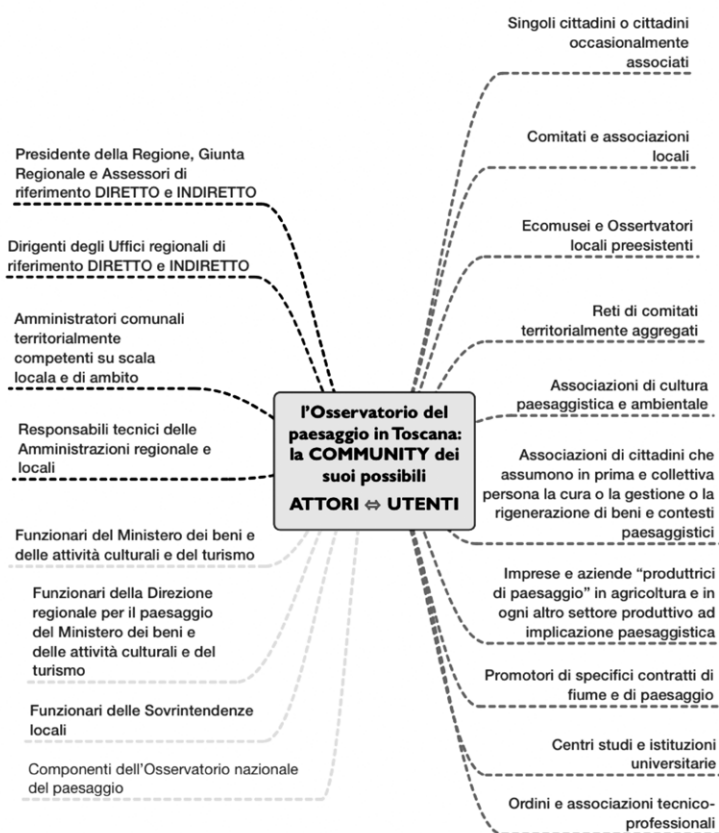 Presidente della Regione, Giunta
Regionale e Assessori di
riferimento DIRETTO e INDIRETTO
Dirigenti degli Uffici regionali di
riferimento DIRETTO e INDIRETTO
Amministratori comunali
territorialmente
competenti su scala
locale e di ambito
Responsabili tecnici delle
Amministrazioni regionale e
locali
Funzionari del Ministero dei beni e
delle attività culturali e del turismo
Funzionari della Direzione
regionale per il paesaggio
del Ministero dei beni e
delle attività culturali e del
turismo
Funzionari delle Sovrintendenze
locali
Componenti dell'Osservatorio nazionale
del paesaggio
l'Osservatorio del
paesaggio in Toscana:
la COMMUNITY dei
suoi possibili
ATTORI ⇔ UTENTI
Singoli cittadini o cittadini
occasionalmente
associati
Comitati e associazioni
locali
Ecomusei e Ossertvatori
locali preesistenti
Reti di comitati
territorialmente aggregati
Associazioni di cultura
paesaggistica e ambientale
Associazioni di cittadini che
assumono in prima e collettiva
persona la cura o la gestione o la
rigenerazione di beni e contesti
paesaggistici
Imprese e aziende “produttrici
di paesaggio” in agricoltura e in
ogni altro settore produttivo ad
implicazione paesaggistica
Promotori di specifici contratti di
fiume e di paesaggio
Centri studi e istituzioni
universitarie
Ordini e associazioni tecnico-
professionali